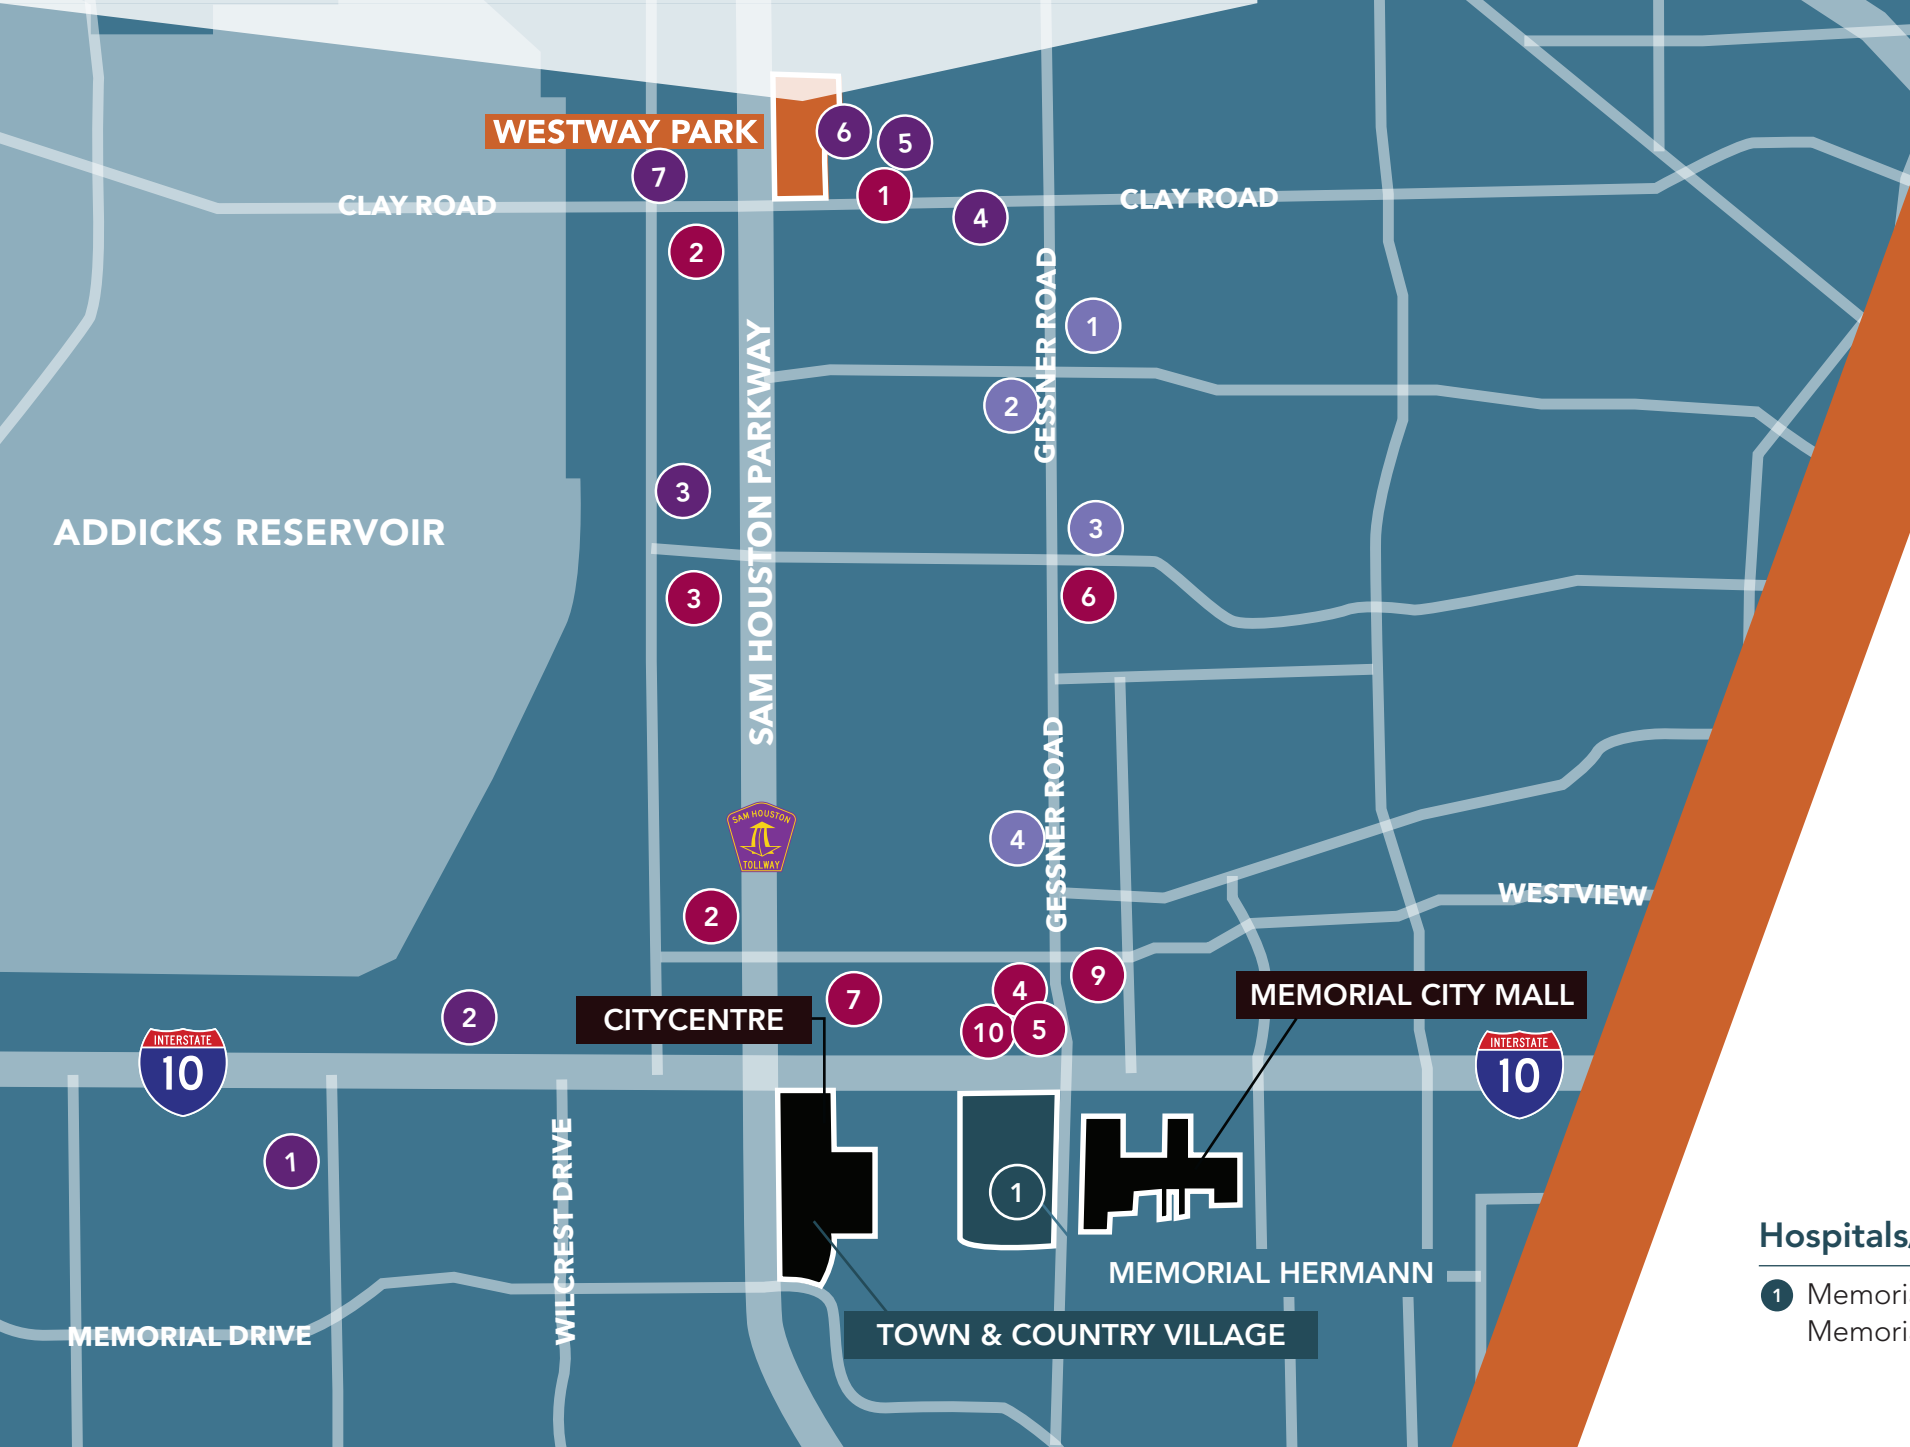 WESTWAY PARK
6
5
7
1
CLAY ROAD
4
CLAY ROAD
2
GESSNER ROAD
1
SAM HOUSTON PARKWAY
2
3
ADDICKS RESERVOIR
3
3
6
GESSNER ROAD
SAM HOUSTON
TOLLWAY
4
WESTVIEW
2
9
4
7
MEMORIAL CITY MALL
2
CITYCENTRE
10
5
INTERSTATE
10
INTERSTATE
10
1
WILCREST DRIVE
1
MEMORIAL HERMANN
Hospitals
1 Memori
Memori
MEMORIAL DRIVE
TOWN & COUNTRY VILLAGE